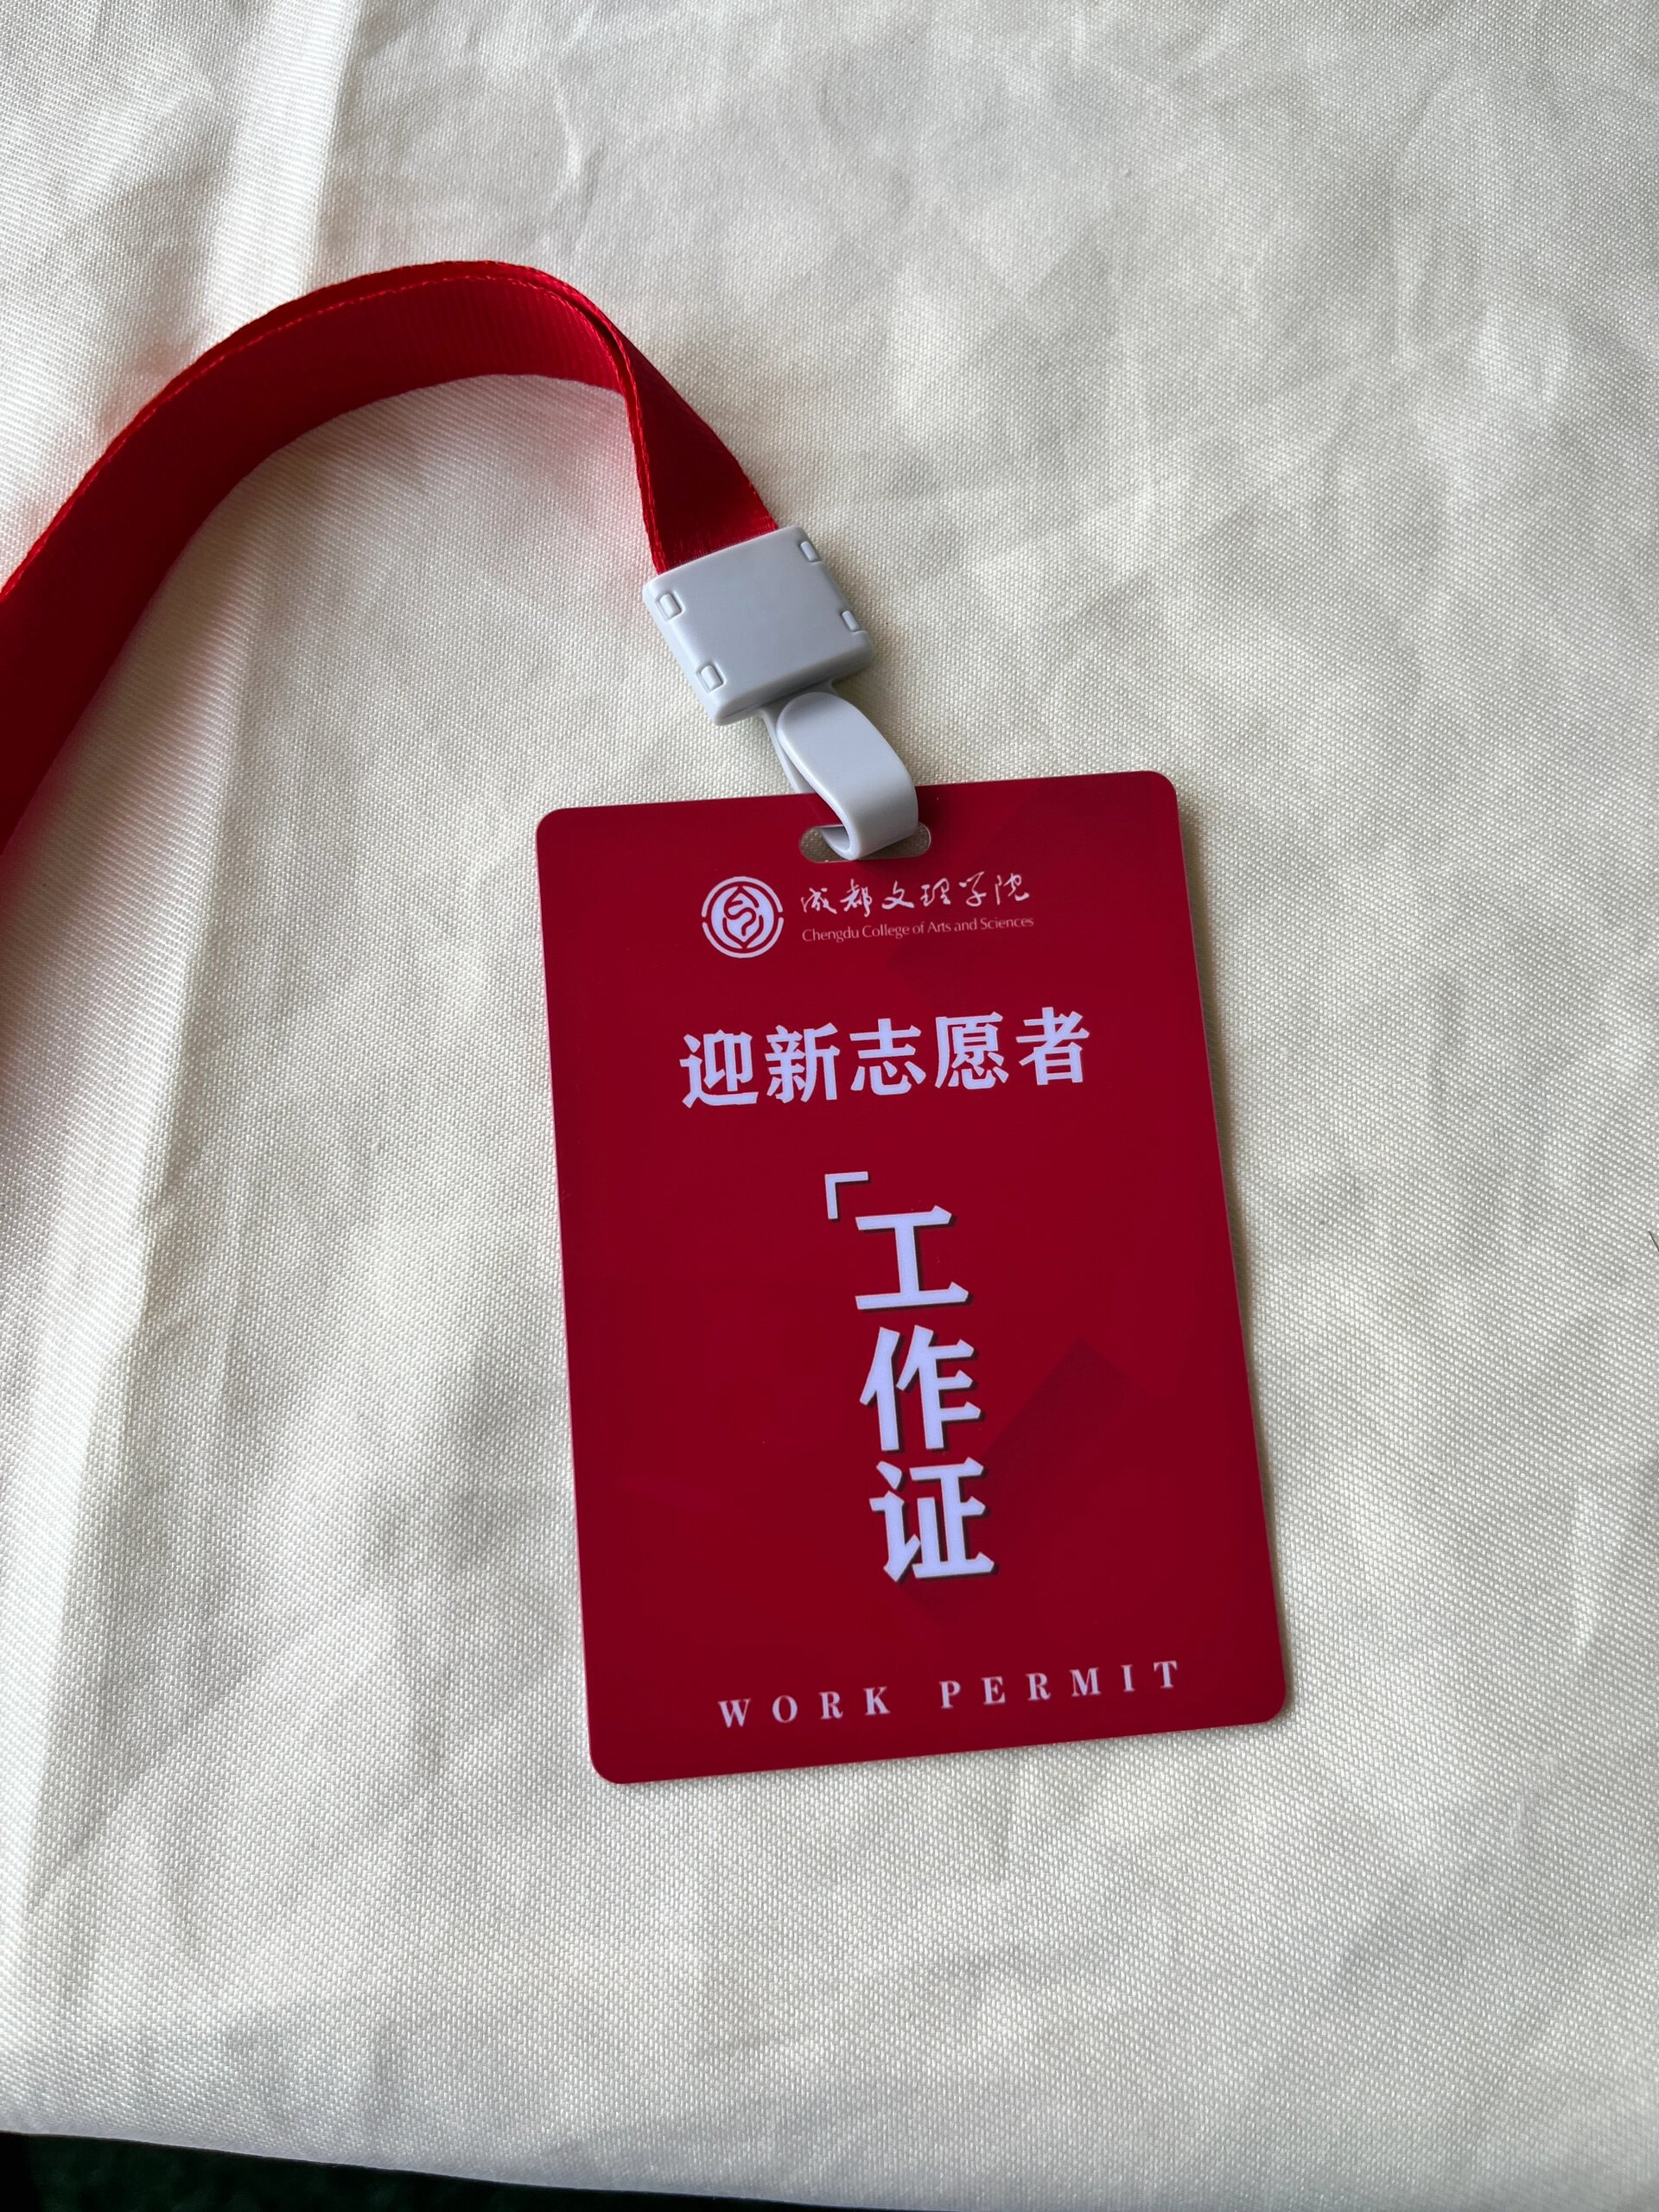 成都文理学院
Chengdu College of Arts and Sciences
迎新志愿者
「工作证
WORK PERMIT